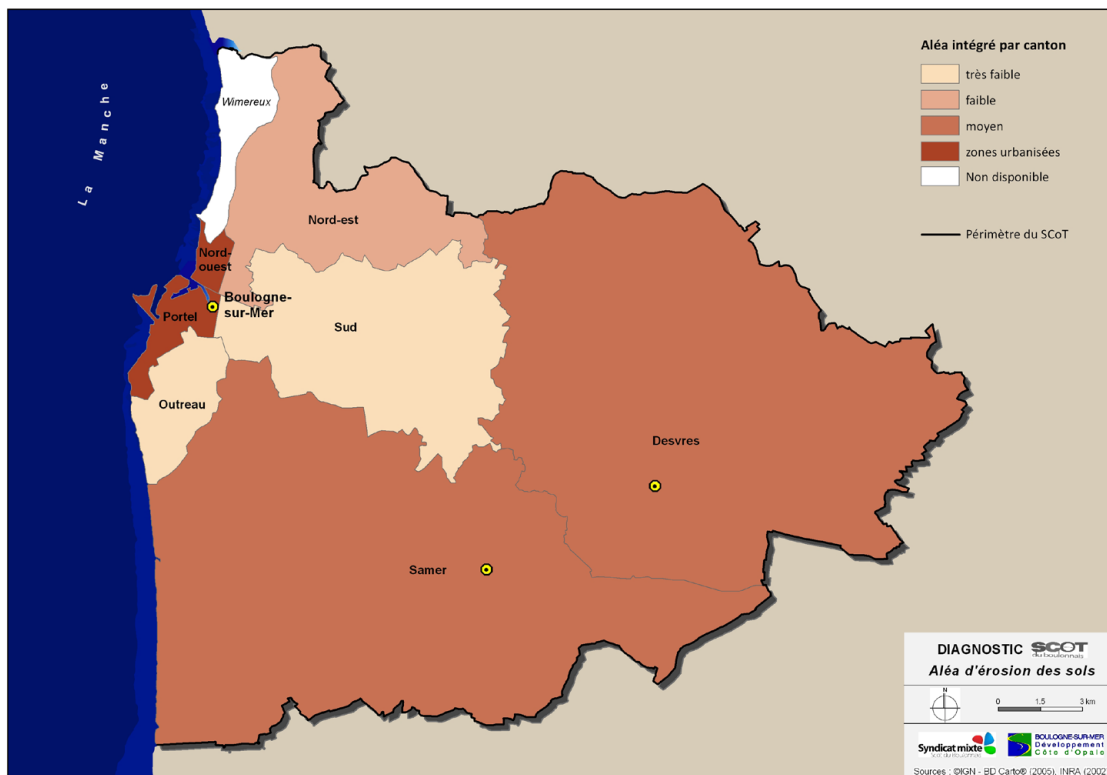 Aléa intégré par canton
très faible
faible
moyen
zones urbanisées
Non disponible
Périmètre du SCoT
La Manche
Wimereux
Nord-est
Nord-
ouest
Boulogne-
sur-Mer
Portel
Sud
Outreau
Desvres
Samer
DIAGNOSTIC SCOT
du boulonnais
Aléa d'érosion des sols
N
0 1.5 3 km
Syndicat mixte
BOULOGNE-SUR-MER
Développement
Côte d'Opale
Sources : ©IGN - BD Carto® (2005), INRA (2002